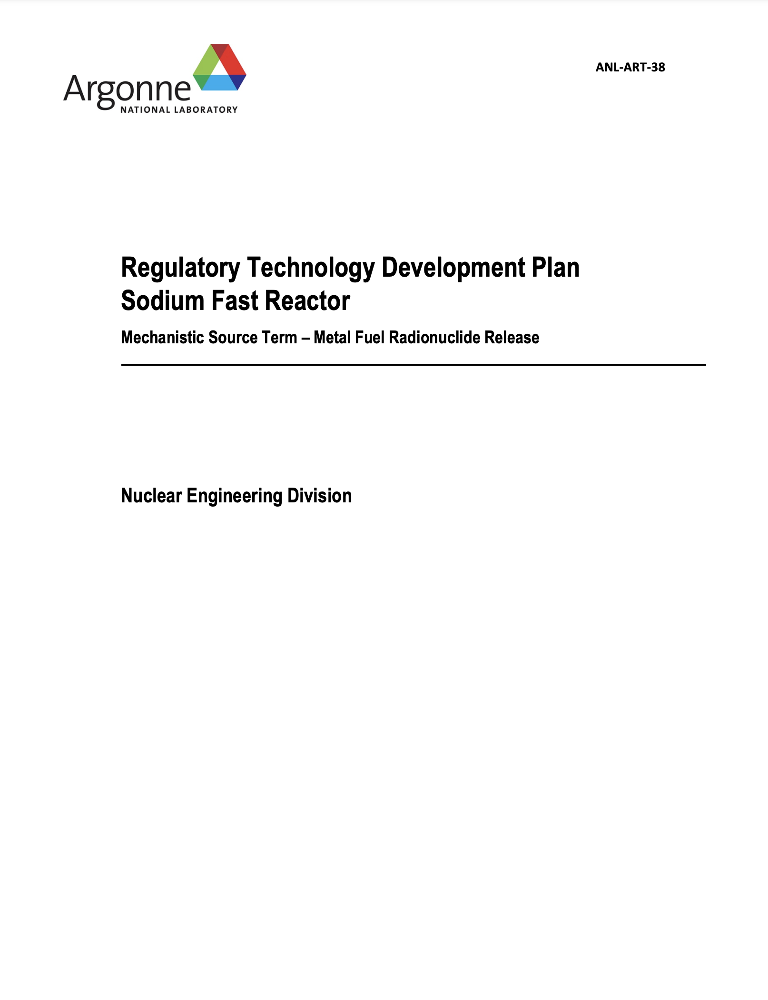 Argonne
NATIONAL LABORATORY
ANL-ART-38
Regulatory Technology Development Plan
Sodium Fast Reactor
Mechanistic Source Term – Metal Fuel Radionuclide Release
Nuclear Engineering Division